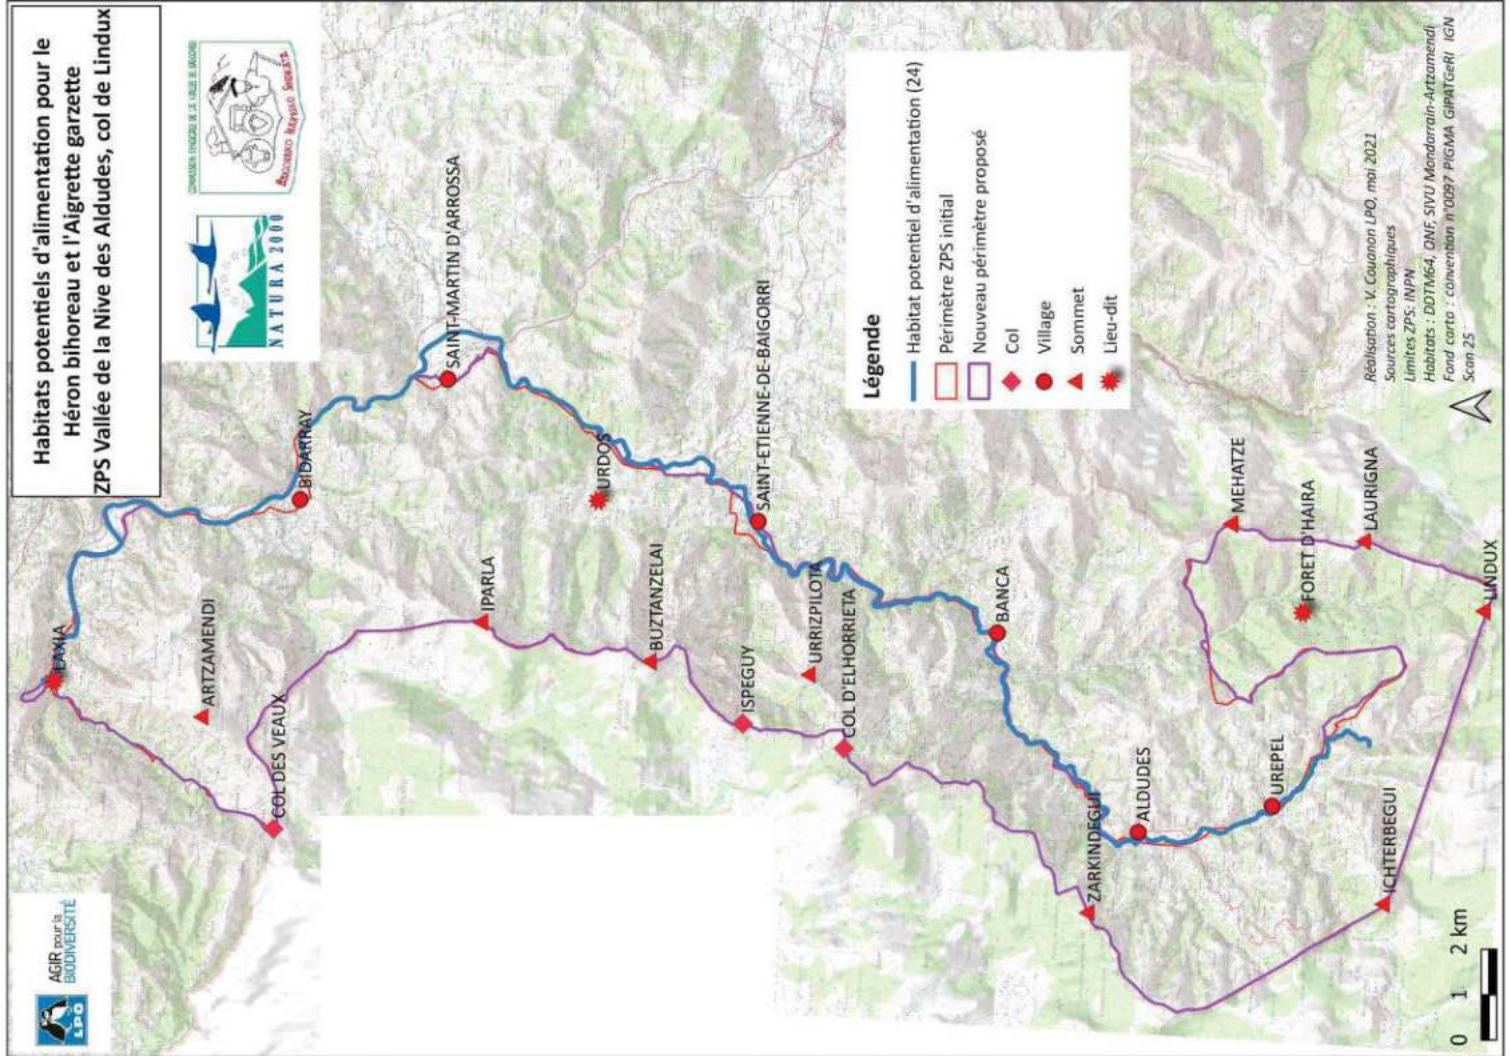 Habitats potentiels d'alimentation pour le
Héron bihoreau et l'Aigrette garzette
ZPS Vallée de la Nive des Aldudes, col de Lindux
NATURA 2000
BAIGORRIKO
SINDIKATA
AGIR pour la
BIODIVERSITÉ
LPO
LAXIA
ARTZAMENDI
COL DES VEAUX
BIDARRAY
SAINT-MARTIN D'ARROSSA
IPARLA
URDOS
BUZTANZELAI
SAINT-ETIENNE-DE-BAIGORRI
ISPEGUY
URRIZPILOTA
COL D'ELHORRIETA
BANCA
ZARKINDEGUI
ALDUDES
UREPEL
MEHATZE
FORET D'HAIRA
LAURIGNA
LINDUX
ICHTERBEGUI
Légende
Habitat potentiel d'alimentation (24)
Périmètre ZPS initial
Nouveau périmètre proposé
Col
Village
Sommet
Lieu-dit
Réalisation : V. Couanon LPO, mai 2021
Sources cartographiques
Limites ZPS: INPN
Habitats : DDTM64, ONF, SIVU Mondarrain-Artzamendi
Fond carto : convention n°0097 PIGMA GIPATGeRI IGN
Scan 25
0 1 2 km